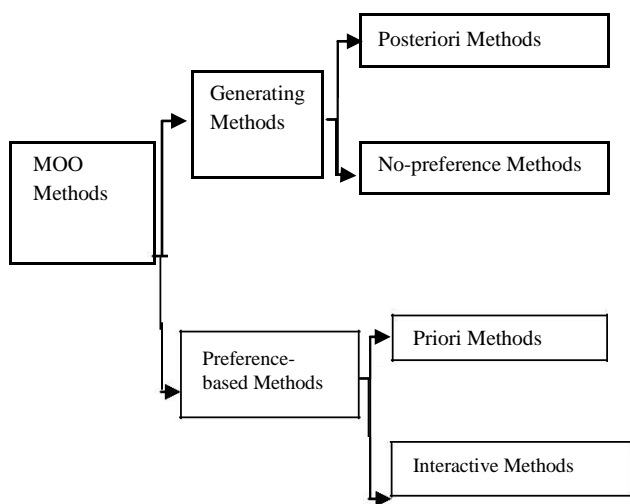 Posteriori Methods
Generating
Methods
No-preference Methods
MOO
Methods
Priori Methods
Preference-
based Methods
Interactive Methods